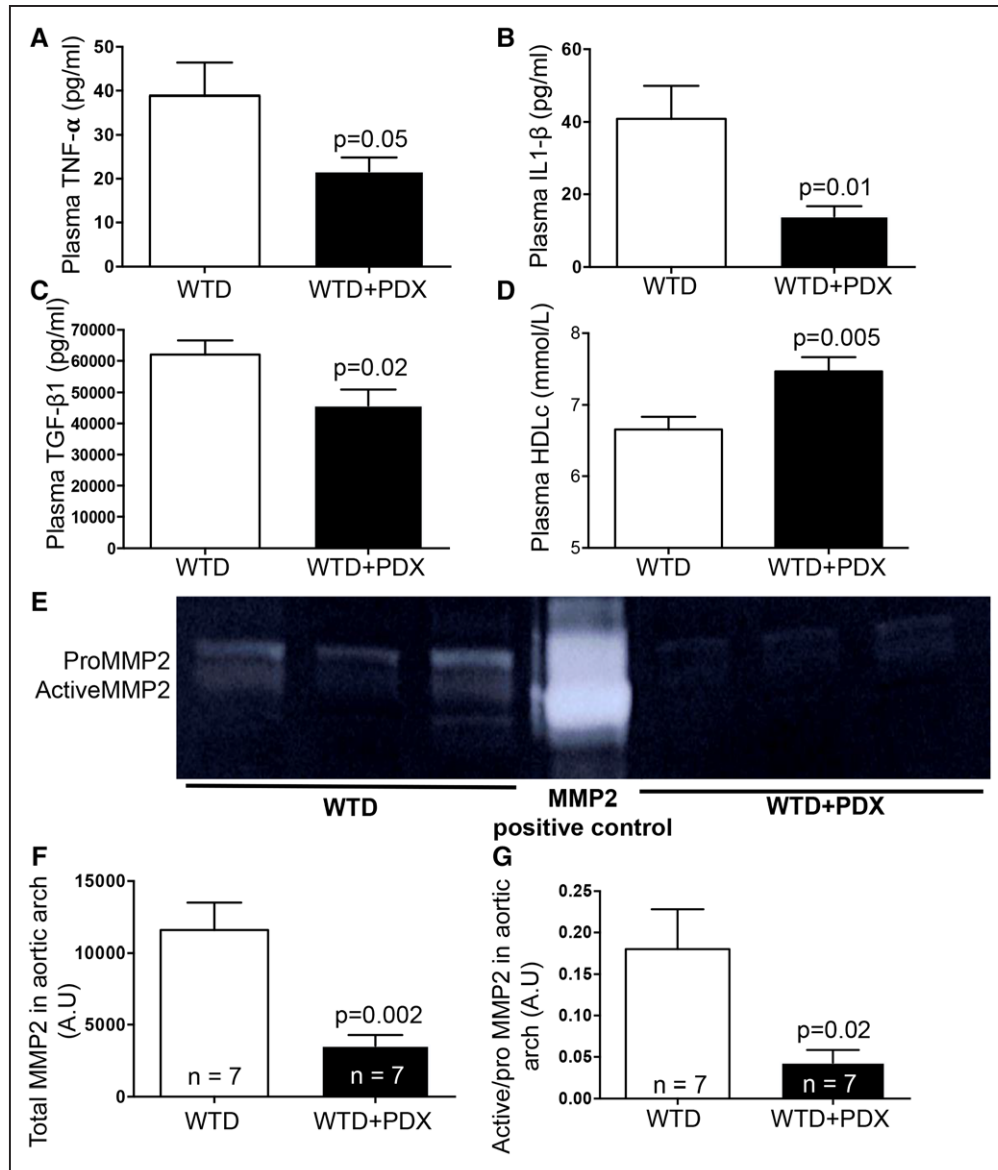 A
Plasma TNF-α (pg/ml)
50
40
30
20
10
0
p=0.05
WTD
WTD+PDX
B
Plasma IL1-β (pg/ml)
60
40
20
0
p=0.01
WTD
WTD+PDX
C
Plasma TGF-β1 (pg/ml)
70000
60000
50000
40000
30000
20000
10000
0
p=0.02
WTD
WTD+PDX
D
Plasma HDLc (mmol/L)
8
7
6
5
p=0.005
WTD
WTD+PDX
E
ProMMP2
ActiveMMP2
WTD
MMP2
positive control
WTD+PDX
F
Total MMP2 in aortic arch
(A.U)
15000
10000
5000
0
p=0.002
n = 7
n = 7
WTD
WTD+PDX
G
Active/pro MMP2 in aortic
arch (A.U)
0.25
0.20
0.15
0.10
0.05
0.00
p=0.02
n = 7
n = 7
WTD
WTD+PDX